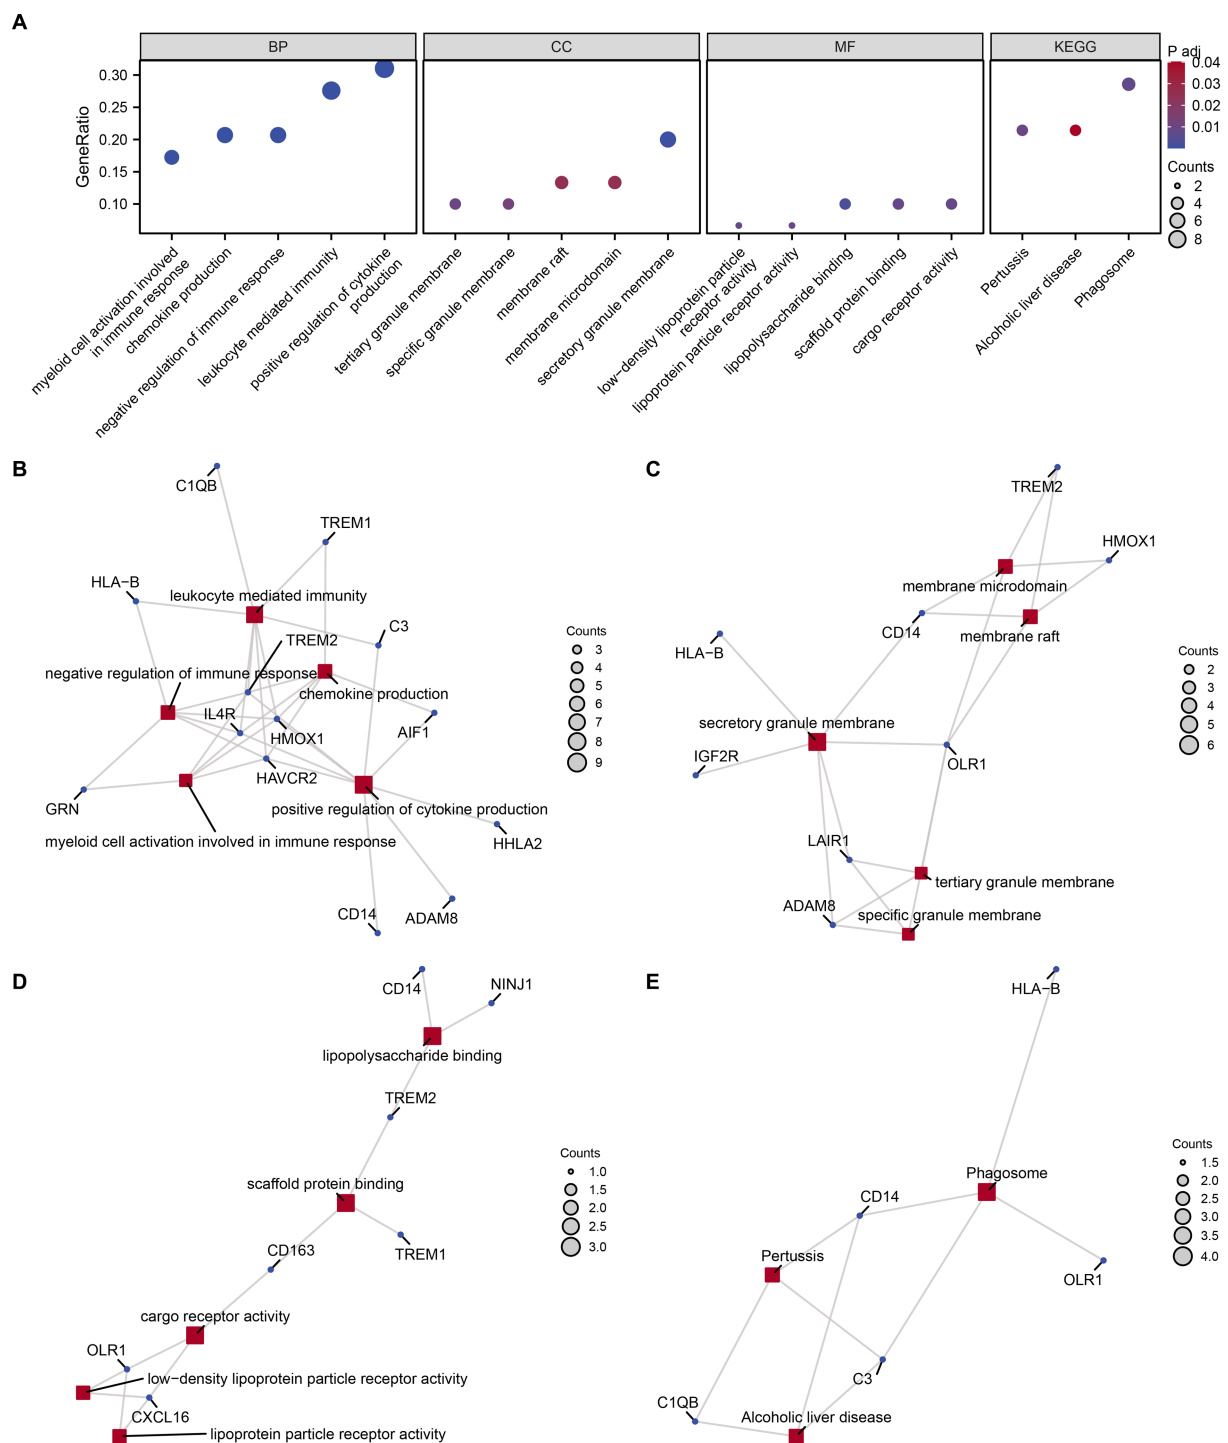 A
BP
CC
MF
KEGG
P adj
0.04
0.03
0.02
0.01
Counts
2
4
6
8
GeneRatio
0.30
0.25
0.20
0.15
0.10
myeloid cell activation involved
in immune response
chemokine production
negative regulation of immune response
leukocyte mediated immunity
positive regulation of cytokine
production
tertiary granule membrane
specific granule membrane
membrane raft
membrane microdomain
secretory granule membrane
low−density lipoprotein particle
receptor activity
lipoprotein particle receptor activity
lipopolysaccharide binding
scaffold protein binding
cargo receptor activity
Pertussis
Alcoholic liver disease
Phagosome
B
C1QB
TREM1
HLA−B
leukocyte mediated immunity
C3
TREM2
negative regulation of immune response
chemokine production
IL4R
HMOX1
AIF1
HAVCR2
GRN
positive regulation of cytokine production
myeloid cell activation involved in immune response
HHLA2
CD14
ADAM8
Counts
3
4
5
6
7
8
9
C
TREM2
HMOX1
membrane microdomain
CD14
membrane raft
HLA−B
secretory granule membrane
IGF2R
OLR1
LAIR1
tertiary granule membrane
ADAM8
specific granule membrane
Counts
2
3
4
5
6
D
CD14
NINJ1
lipopolysaccharide binding
TREM2
scaffold protein binding
TREM1
CD163
cargo receptor activity
OLR1
low−density lipoprotein particle receptor activity
CXCL16
lipoprotein particle receptor activity
Counts
1.0
1.5
2.0
2.5
3.0
E
HLA−B
Phagosome
CD14
Pertussis
OLR1
C3
C1QB
Alcoholic liver disease
Counts
1.5
2.0
2.5
3.0
3.5
4.0